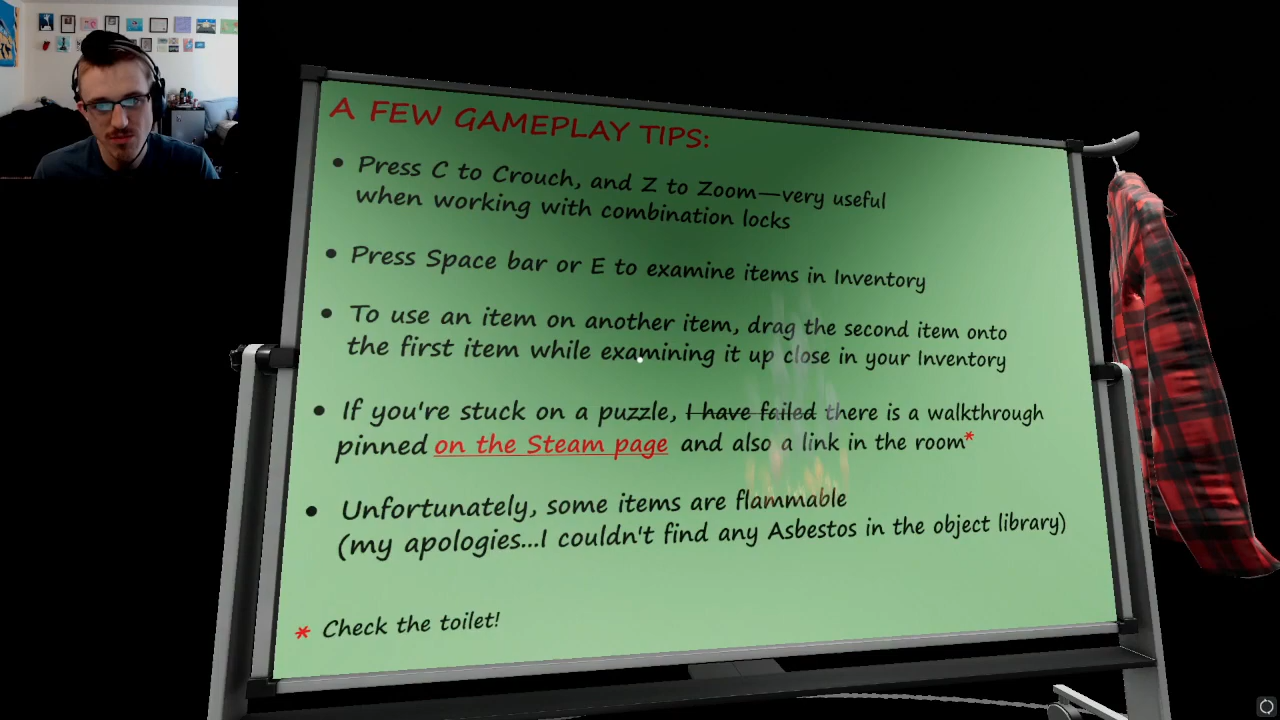 A FEW GAMEPLAY TIPS:
• Press C to Crouch, and Z to Zoom—very useful
when working with combination locks
• Press Space bar or E to examine items in Inventory
• To use an item on another item, drag the second item onto
the first item while examining it up close in your Inventory
• If you're stuck on a puzzle, I have failed there is a walkthrough
pinned on the Steam page and also a link in the room*
• Unfortunately, some items are flammable
(my apologies...I couldn't find any Asbestos in the object library)
* Check the toilet!